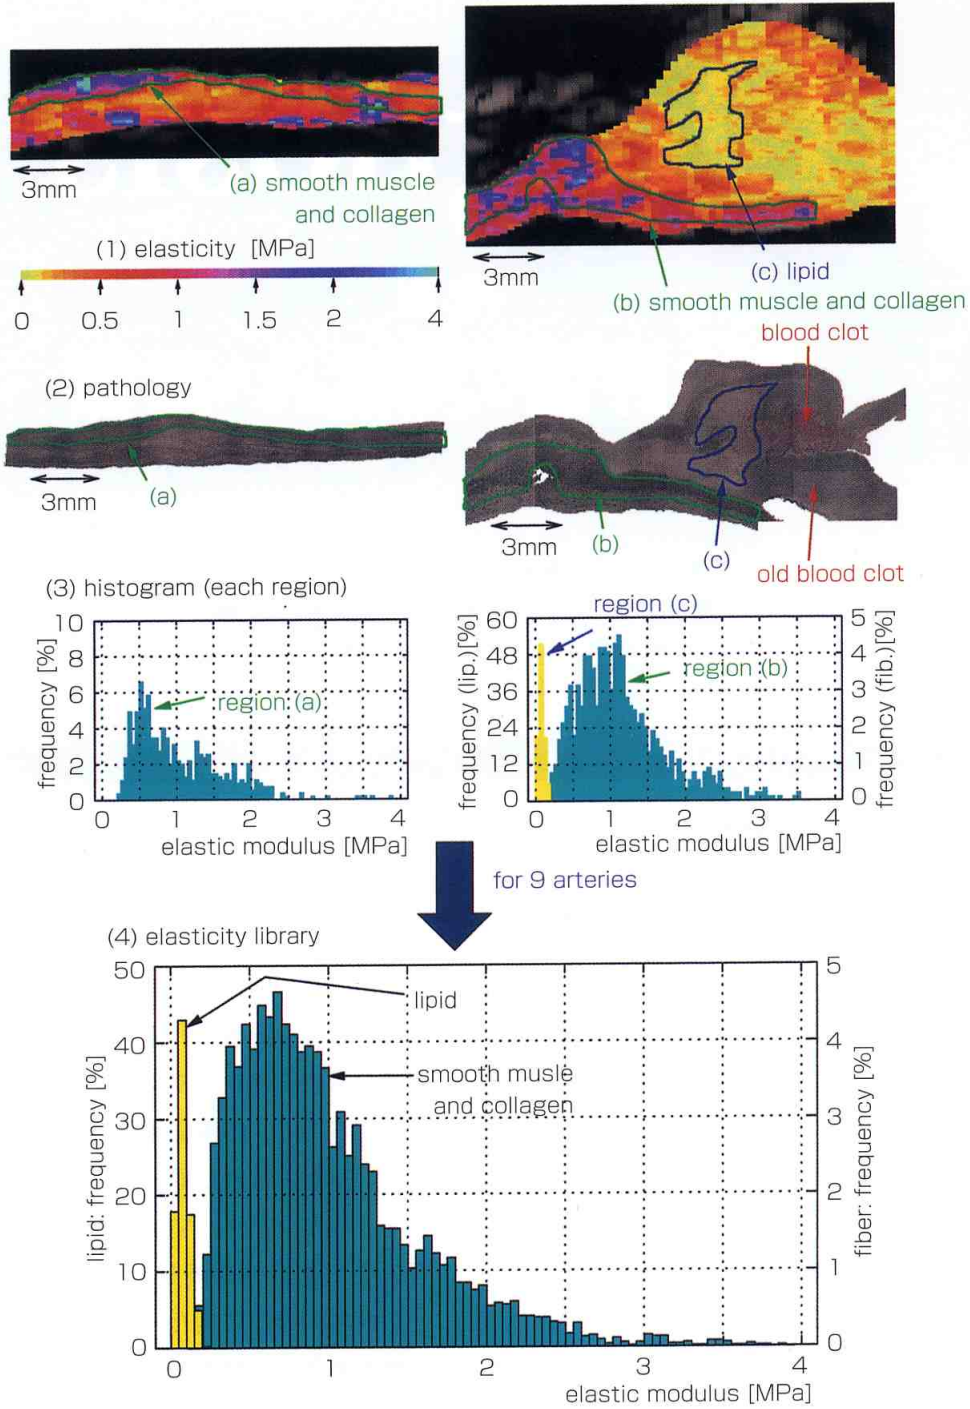 3mm
(a) smooth muscle
and collagen
3mm
(c) lipid
(b) smooth muscle and collagen
(1) elasticity [MPa]
0 0.5 1 1.5 2 4
blood clot
(2) pathology
3mm
(a)
3mm
(b)
(c)
old blood clot
(3) histogram (each region)
10
8
6
4
2
0
frequency [%]
region (a)
0 1 2 3 4
elastic modulus [MPa]
region (c)
60
48
36
24
12
0
frequency (lip.)[%]
region (b)
5
4
3
2
1
0
frequency (fib.)[%]
0 1 2 3 4
elastic modulus [MPa]
for 9 arteries
(4) elasticity library
50
40
30
20
10
0
lipid: frequency [%]
lipid
smooth musle
and collagen
5
4
3
2
1
0
fiber: frequency [%]
0 1 2 3 4
elastic modulus [MPa]